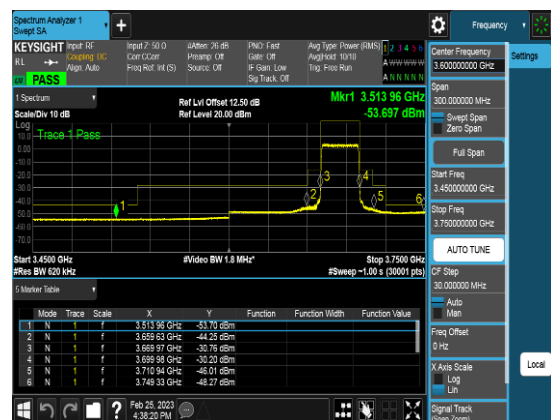 Spectrum Analyzer 1
Swept SA
Frequency
KEYSIGHT Input: RF Input Z: 50 Ω #Atten: 26 dB PNO: Fast Avg Type: Power (RMS) 1 2 3 4 5 6
RL Coupling: DC Corr CCorr Preamp: Off Gate: Off Avg|Hold: 10/10
Align: Auto Freq Ref: Int (S) Source: Off IF Gain: Low Trig: Free Run A W W W W W
Sig Track: Off A N N N N N
PASS
1 Spectrum
Scale/Div 10 dB
Ref Lvl Offset 12.50 dB
Ref Level 20.00 dBm
Mkr1 3.513 96 GHz
-53.697 dBm
Log
Trace 1 Pass
10.0
0.00
-10.0
-20.0
-30.0
-40.0
-50.0
-60.0
-70.0
1
2
3
4
5
6
Start 3.4500 GHz
#Video BW 1.8 MHz*
Stop 3.7500 GHz
#Res BW 620 kHz
#Sweep ~1.00 s (30001 pts)
5 Marker Table
Mode Trace Scale X Y Function Function Width Function Value
1 N 1 f 3.513 96 GHz -53.70 dBm
2 N 1 f 3.659 63 GHz -44.25 dBm
3 N 1 f 3.669 97 GHz -30.76 dBm
4 N 1 f 3.699 98 GHz -30.20 dBm
5 N 1 f 3.710 94 GHz -46.01 dBm
6 N 1 f 3.749 33 GHz -48.27 dBm
Feb 25, 2023
4:38:20 PM
Center Frequency
3.600000000 GHz
Settings
Span
300.000000 MHz
Swept Span
Zero Span
Full Span
Start Freq
3.450000000 GHz
Stop Freq
3.750000000 GHz
AUTO TUNE
CF Step
30.000000 MHz
Auto
Man
Freq Offset
0 Hz
X Axis Scale
Log
Lin
Local
Signal Track
(Span Zoom)